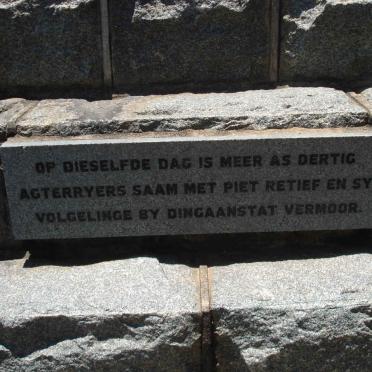 OP DIESELFDE DAG IS MEER AS DERTIG
AGTERRYERS SAAM MET PIET RETIEF EN SY
VOLGELINGE BY DINGAANSTAT VERMOOR.